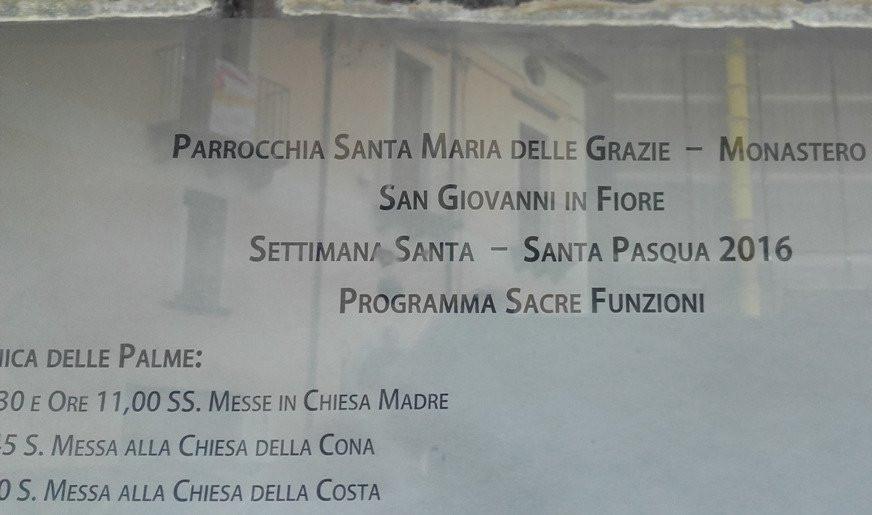 PARROCCHIA SANTA MARIA DELLE GRAZIE – MONASTERO
SAN GIOVANNI IN FIORE
SETTIMANA SANTA – SANTA PASQUA 2016
PROGRAMMA SACRE FUNZIONI
DELLE PALME:
30 E ORE 11,00 SS. MESSE IN CHIESA MADRE
S. MESSA ALLA CHIESA DELLA CONA
S. MESSA ALLA CHIESA DELLA COSTA